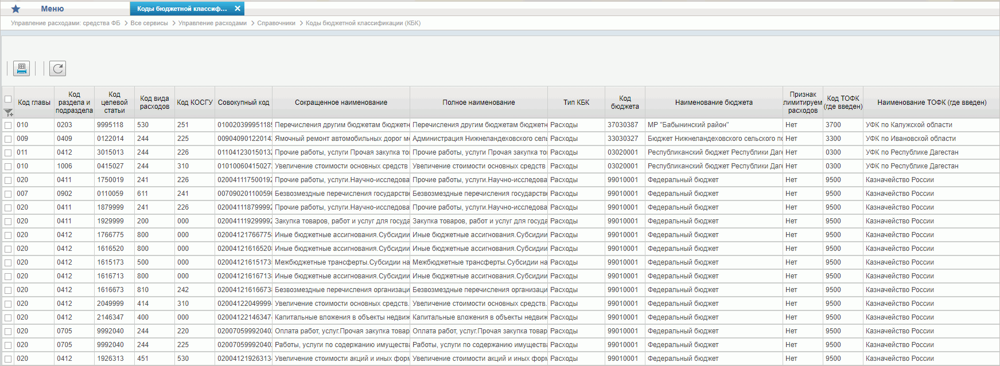 Меню
Коды бюджетной классиф...
Управление расходами: средства ФБ > Все сервисы > Управление расходами > Справочники > Коды бюджетной классификации (КБК)
Код главы Код раздела и подраздела Код целевой статьи Код вида расходов Код КОСГУ Совокупный код Сокращенное наименование Полное наименование Тип КБК Код бюджета Наименование бюджета Признак лимитируем расходов Код ТОФК (где введен) Наименование ТОФК (где введен)
010 0203 9995118 530 251 01002039995118 Перечисления другим бюджетам бюджетн Перечисления другим бюджетам бюджетн Расходы 37030387 МР "Бабынинский район" Нет 3700 УФК по Калужской области
009 0409 0122014 244 225 00904090122014 Ямочный ремонт автомобильных дорог ме Администрация Нижнеландеховского сель Расходы 33030327 Бюджет Нижнеландеховского сельского по Нет 3300 УФК по Ивановской области
011 0412 3015013 244 226 01104123015013 Прочие работы, услуги Прочая закупка то Прочие работы, услуги Прочая закупка то Расходы 03020001 Республиканский бюджет Республики Даге Нет 0300 УФК по Республике Дагестан
010 1006 0415027 244 310 01010060415027 Увеличение стоимости основных средств Увеличение стоимости основных средств Расходы 03020001 Республиканский бюджет Республики Даге Нет 0300 УФК по Республике Дагестан
020 0411 1750019 241 226 020041117500192 Прочие работы, услуги.Научно-исследова Прочие работы, услуги.Научно-исследова Расходы 99010001 Федеральный бюджет Нет 9500 Казначейство России
007 0902 0110059 611 241 00709020110059 Безвозмездные перечисления государстве Безвозмездные перечисления государстве Расходы 99010001 Федеральный бюджет Нет 9500 Казначейство России
020 0411 1879999 241 226 020041118799992 Прочие работы, услуги.Научно-исследова Прочие работы, услуги.Научно-исследова Расходы 99010001 Федеральный бюджет Нет 9500 Казначейство России
020 0411 1929999 200 000 020041119299992 Закупка товаров, работ и услуг для госуда Закупка товаров, работ и услуг для госуда Расходы 99010001 Федеральный бюджет Нет 9500 Казначейство России
020 0412 1766775 800 000 02004121766775 Иные бюджетные ассигнования.Субсидии Иные бюджетные ассигнования.Субсидии Расходы 99010001 Федеральный бюджет Нет 9500 Казначейство России
020 0412 1616520 800 000 02004121616520 Иные бюджетные ассигнования.Субсидии Иные бюджетные ассигнования.Субсидии Расходы 99010001 Федеральный бюджет Нет 9500 Казначейство России
020 0412 1615173 500 000 02004121615173 Межбюджетные трансферты.Субсидии на Межбюджетные трансферты.Субсидии на Расходы 99010001 Федеральный бюджет Нет 9500 Казначейство России
020 0412 1616713 800 000 02004121616713 Иные бюджетные ассигнования.Субсидии Иные бюджетные ассигнования.Субсидии Расходы 99010001 Федеральный бюджет Нет 9500 Казначейство России
020 0412 1616673 810 242 02004121616673 Безвозмездные перечисления организаци Безвозмездные перечисления организаци Расходы 99010001 Федеральный бюджет Нет 9500 Казначейство России
020 0412 2049999 414 310 02004122049999 Увеличение стоимости основных средств. Увеличение стоимости основных средств. Расходы 99010001 Федеральный бюджет Нет 9500 Казначейство России
020 0412 2146347 400 000 02004122146347 Капитальные вложения в объекты недвиж Капитальные вложения в объекты недвиж Расходы 99010001 Федеральный бюджет Нет 9500 Казначейство России
020 0705 9992040 244 220 02007059992040 Оплата работ, услуг.Прочая закупка товар Оплата работ, услуг.Прочая закупка товар Расходы 99010001 Федеральный бюджет Нет 9500 Казначейство России
020 0705 9992040 244 225 02007059992040 Работы, услуги по содержанию имущества Работы, услуги по содержанию имущества Расходы 99010001 Федеральный бюджет Нет 9500 Казначейство России
020 0412 1926313 451 530 02004121926313 Увеличение стоимости акций и иных форм Увеличение стоимости акций и иных форм Расходы 99010001 Федеральный бюджет Нет 9500 Казначейство России